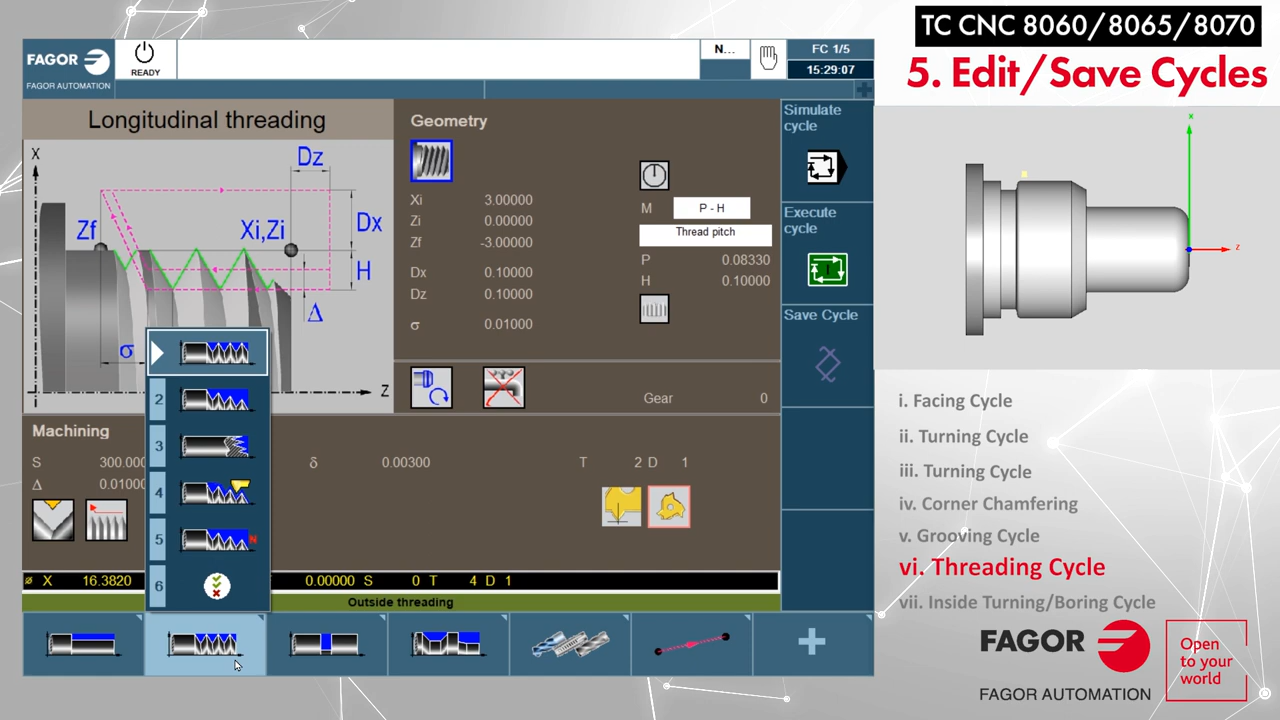 TC CNC 8060/8065/8070
5. Edit/Save Cycles
FAGOR
FAGOR AUTOMATION
READY
N...
FC 1/5
15:29:07
Longitudinal threading
X
Dz
Zf
Xi,Zi
Dx
H
Δ
σ
Z
Geometry
Xi 3.00000
Zi 0.00000
Zf -3.00000
Dx 0.10000
Dz 0.10000
σ 0.01000
M P - H
Thread pitch
P 0.08330
H 0.10000
Gear 0
Simulate
cycle
Execute
cycle
Save Cycle
2
3
4
5 N
6
Machining
S 300.000
Δ 0.01000
δ 0.00300
T 2 D 1
ø X 16.3820 0.00000 S 0 T 4 D 1
Outside threading
x
z
i. Facing Cycle
ii. Turning Cycle
iii. Turning Cycle
iv. Corner Chamfering
v. Grooving Cycle
vi. Threading Cycle
vii. Inside Turning/Boring Cycle
FAGOR
FAGOR AUTOMATION
Open
to your
world